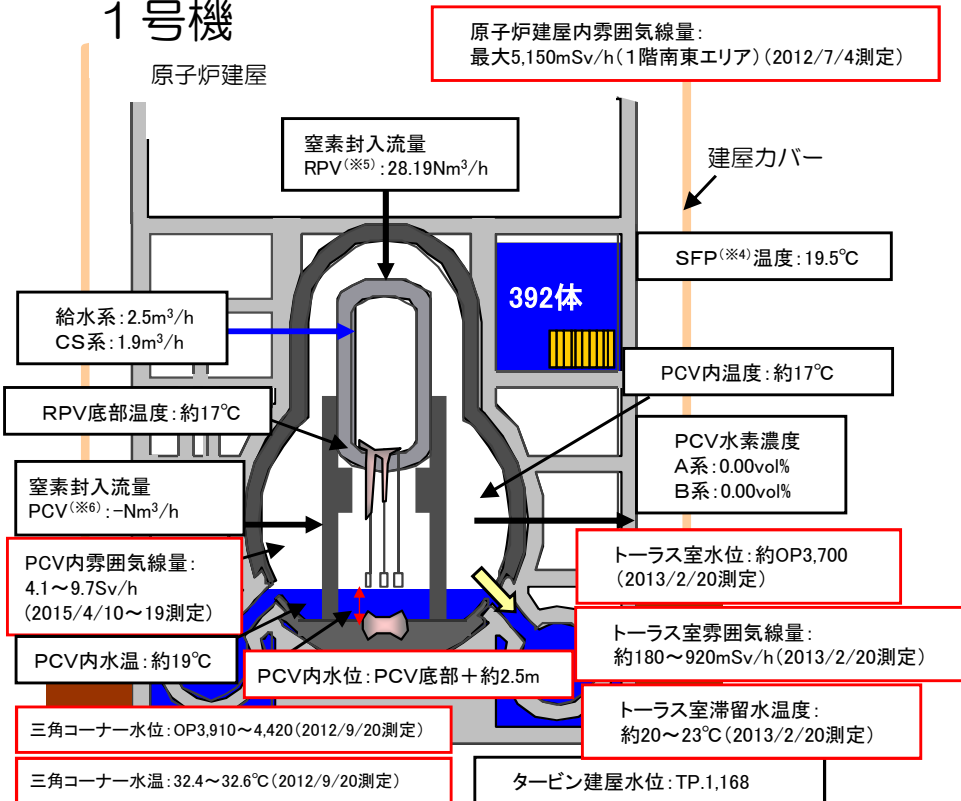 １号機
原子炉建屋内雰囲気線量：
最大5,150mSv/h（1階南東エリア）（2012/7/4測定）
原子炉建屋
窒素封入流量
RPV（※5）：28.19Nm³/h
建屋カバー
SFP（※4）温度：19.5℃
392体
給水系：2.5m³/h
CS系：1.9m³/h
PCV内温度：約17℃
RPV底部温度：約17℃
PCV水素濃度
A系：0.00vol%
B系：0.00vol%
窒素封入流量
PCV（※6）：-Nm³/h
PCV内雰囲気線量：
4.1～9.7Sv/h
（2015/4/10～19測定）
トーラス室水位：約OP3,700
（2013/2/20測定）
トーラス室雰囲気線量：
約180～920mSv/h（2013/2/20測定）
PCV内水温：約19℃
PCV内水位：PCV底部＋約2.5m
トーラス室滞留水温度：
約20～23℃（2013/2/20測定）
三角コーナー水位：OP3,910～4,420（2012/9/20測定）
三角コーナー水温：32.4～32.6℃（2012/9/20測定）
タービン建屋水位：TP.1,168